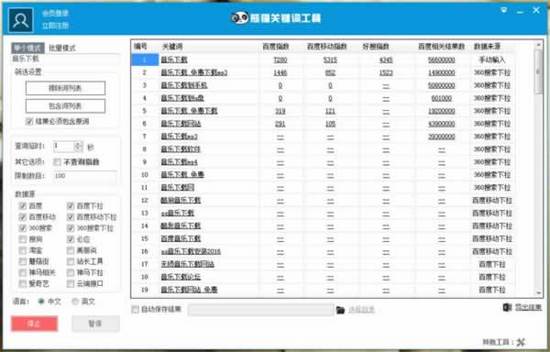 会员登录
立即注册
熊猫关键词工具
单个模式 批量模式
音乐下载
筛选设置
排除词列表
包含词列表
结果必须包含原词
查询延时: 1 秒
其它选项: 不查询指数
限制数目: 100
数据源
百度 百度下拉
百度移动 百度移动下拉
360搜索 360搜索下拉
搜狗 必应
淘宝 美丽说
蘑菇街 站长工具
神马相关 神马下拉
爱奇艺 云端接口
语言: 中文 英文
停止 暂停
编号 关键词 百度指数 百度移动指数 好搜指数 百度相关结果数 数据来源
1 音乐下载 7280 5315 4345 56600000 手动输入
2 音乐下载 免费下载mp3 1446 852 1523 14900000 360搜索下拉
3 音乐下载到手机 0 0 --- 50800000 360搜索下拉
4 音乐下载到u盘 0 0 --- 601000 360搜索下拉
5 音乐下载 免费下载 319 121 --- 19200000 360搜索下拉
6 音乐下载网站 291 105 --- 43900000 360搜索下拉
7 音乐下载mp3 --- --- --- 39300000 360搜索下拉
8 音乐下载软件 --- --- --- --- 360搜索下拉
9 音乐下载mp4 --- --- --- --- 360搜索下拉
10 音乐下载 免费 --- --- --- --- 360搜索下拉
11 音乐下载网 --- --- --- --- 360搜索下拉
12 酷狗音乐下载 --- --- --- --- 百度移动下拉
13 qq音乐下载 --- --- --- --- 百度移动下拉
14 酷我音乐下载 --- --- --- --- 百度移动下拉
15 百度音乐下载 --- --- --- --- 百度移动下拉
16 qq音乐下载安装2016 --- --- --- --- 百度移动下拉
17 无损音乐下载网站 --- --- --- --- 百度下拉
18 音乐下载论坛 --- --- --- --- 百度下拉
19 音乐下载网站 免费 --- --- --- --- 百度移动下拉
自动保存结果 选择目录 导出结果
转换工具: